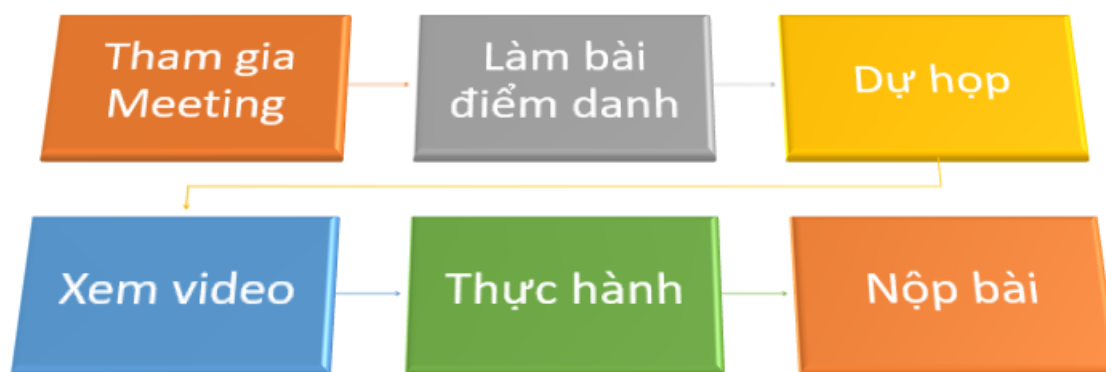 Tham gia
Meeting
Làm bài
điểm danh
Dự họp
Xem video
Thực hành
Nộp bài